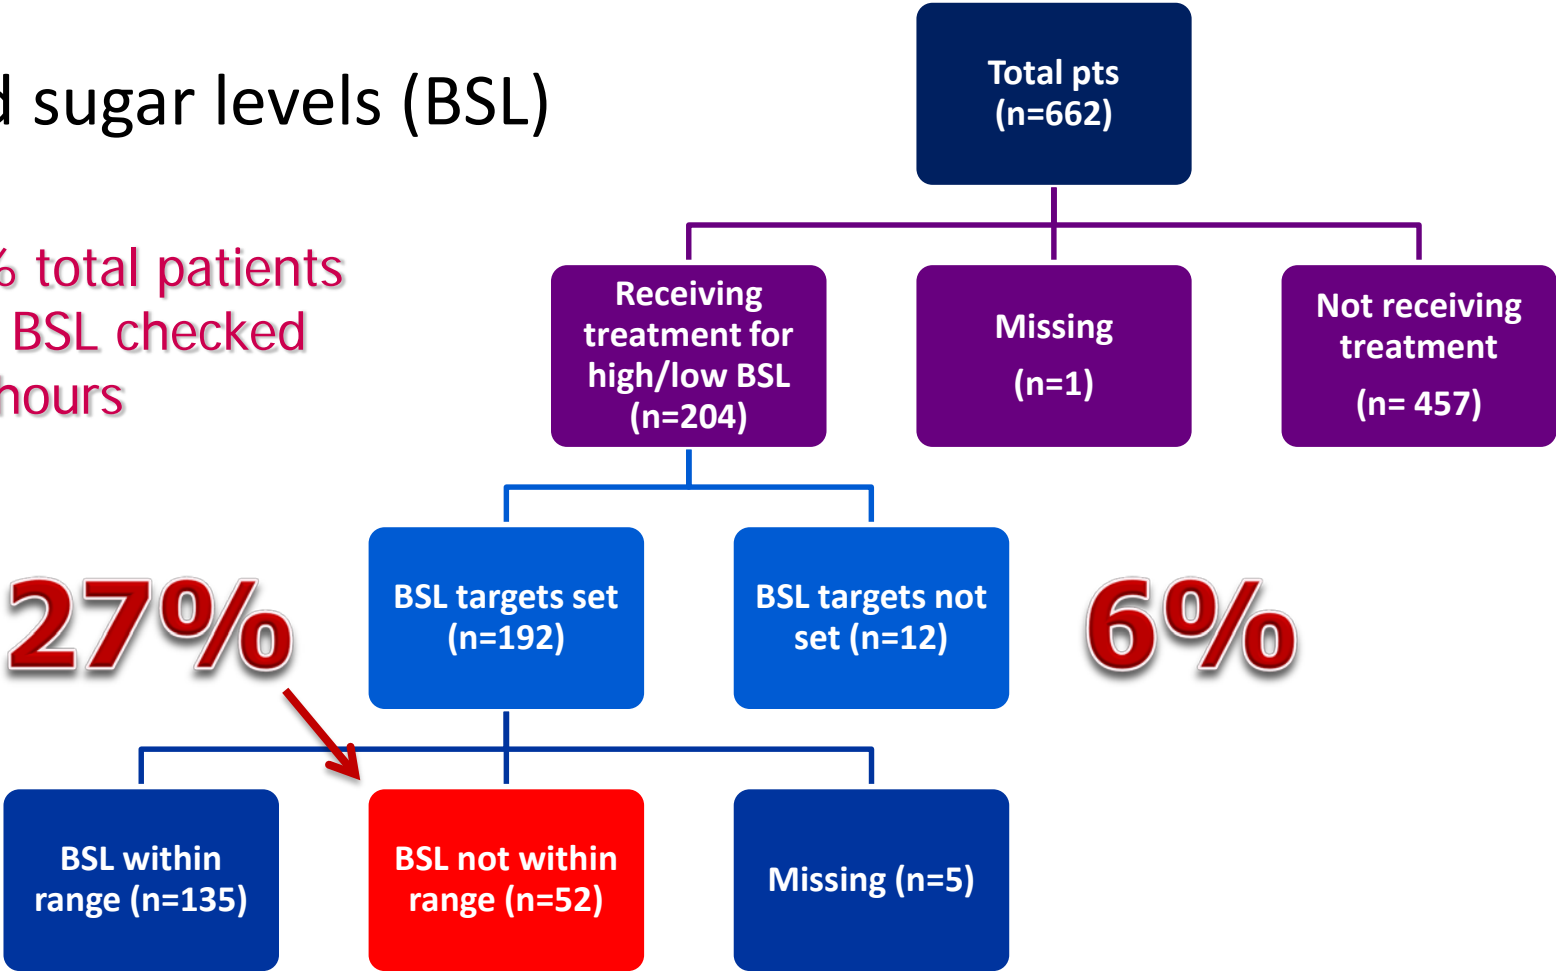 d sugar levels (BSL)
% total patients
BSL checked
hours
Total pts
(n=662)
Receiving
treatment for
high/low BSL
(n=204)
Missing
(n=1)
Not receiving
treatment
(n= 457)
27%
BSL targets set
(n=192)
BSL targets not
set (n=12)
6%
BSL within
range (n=135)
BSL not within
range (n=52)
Missing (n=5)